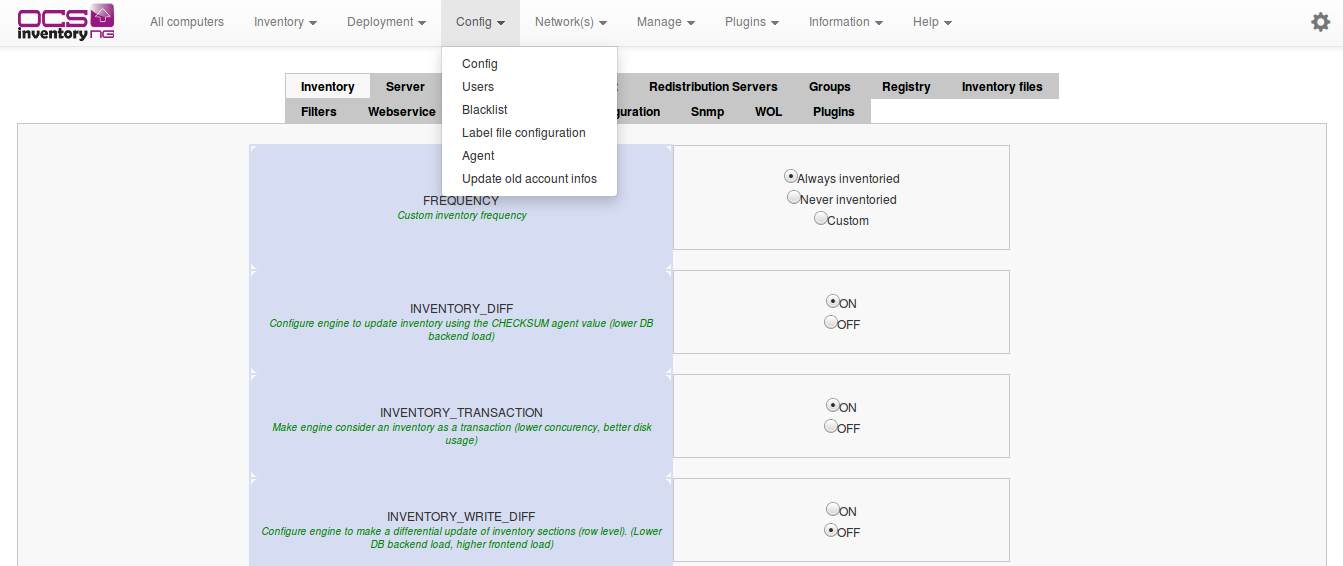 OCS
inventory NG
All computers Inventory Deployment Config Network(s) Manage Plugins Information Help
Config
Users
Blacklist
Label file configuration
Agent
Update old account infos
Inventory Server Redistribution Servers Groups Registry Inventory files
Filters Webservice Snmp WOL Plugins
FREQUENCY
Custom inventory frequency
Always inventoried
Never inventoried
Custom
INVENTORY_DIFF
Configure engine to update inventory using the CHECKSUM agent value (lower DB
backend load)
ON
OFF
INVENTORY_TRANSACTION
Make engine consider an inventory as a transaction (lower concurency, better disk
usage)
ON
OFF
INVENTORY_WRITE_DIFF
Configure engine to make a differential update of inventory sections (row level). (Lower
DB backend load, higher frontend load)
ON
OFF